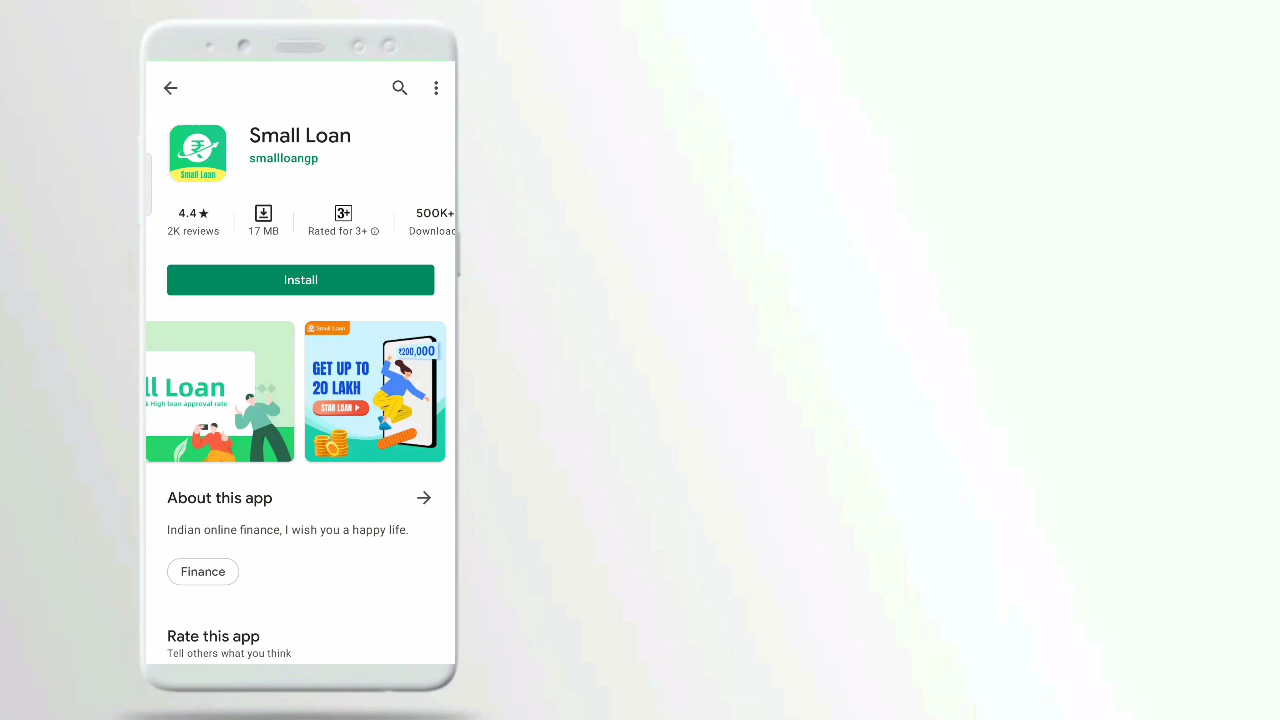 Small Loan
smallloangp
Small Loan
4.4★
2K reviews
17 MB
3+
Rated for 3+
500K+
Downloac
Install
ll Loan
& High loan approval rate
Small Loan
GET UP TO
20 LAKH
STAR LOAN
₹200,000
About this app
Indian online finance, I wish you a happy life.
Finance
Rate this app
Tell others what you think